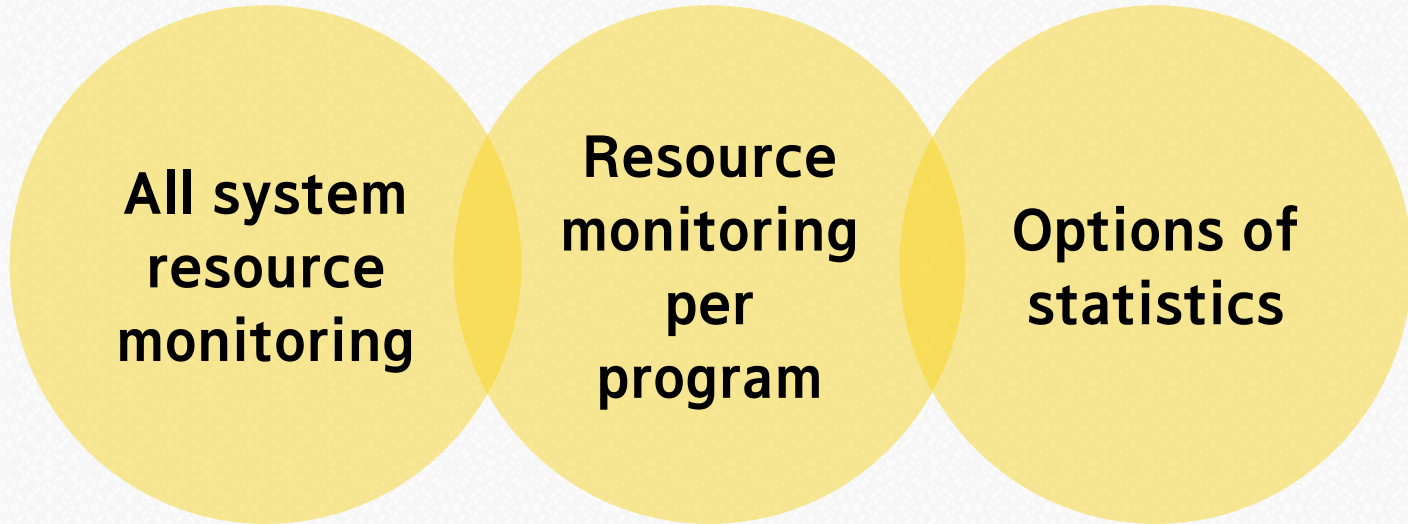 All system
resource
monitoring
Resource
monitoring
per
program
Options of
statistics